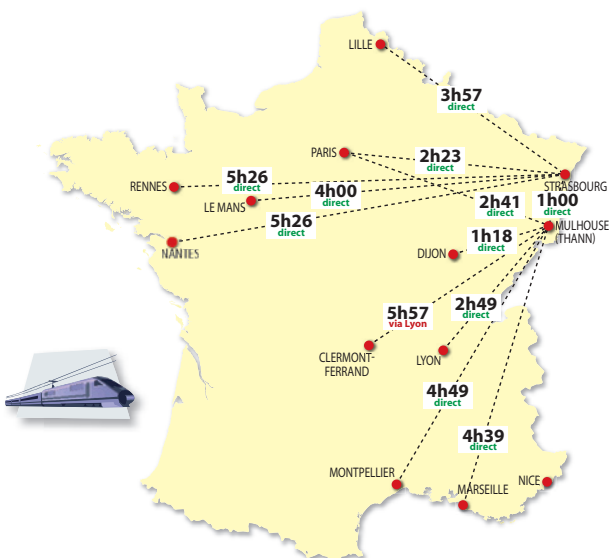 LILLE
3h57
direct
PARIS
2h23
direct
RENNES
5h26
direct
STRASBOURG
LE MANS
4h00
direct
2h41
direct
1h00
direct
5h26
direct
MULHOUSE
(THANN)
NANTES
DIJON
1h18
direct
5h57
via Lyon
2h49
direct
CLERMONT-
FERRAND
LYON
4h49
direct
4h39
direct
MONTPELLIER
MARSEILLE
NICE